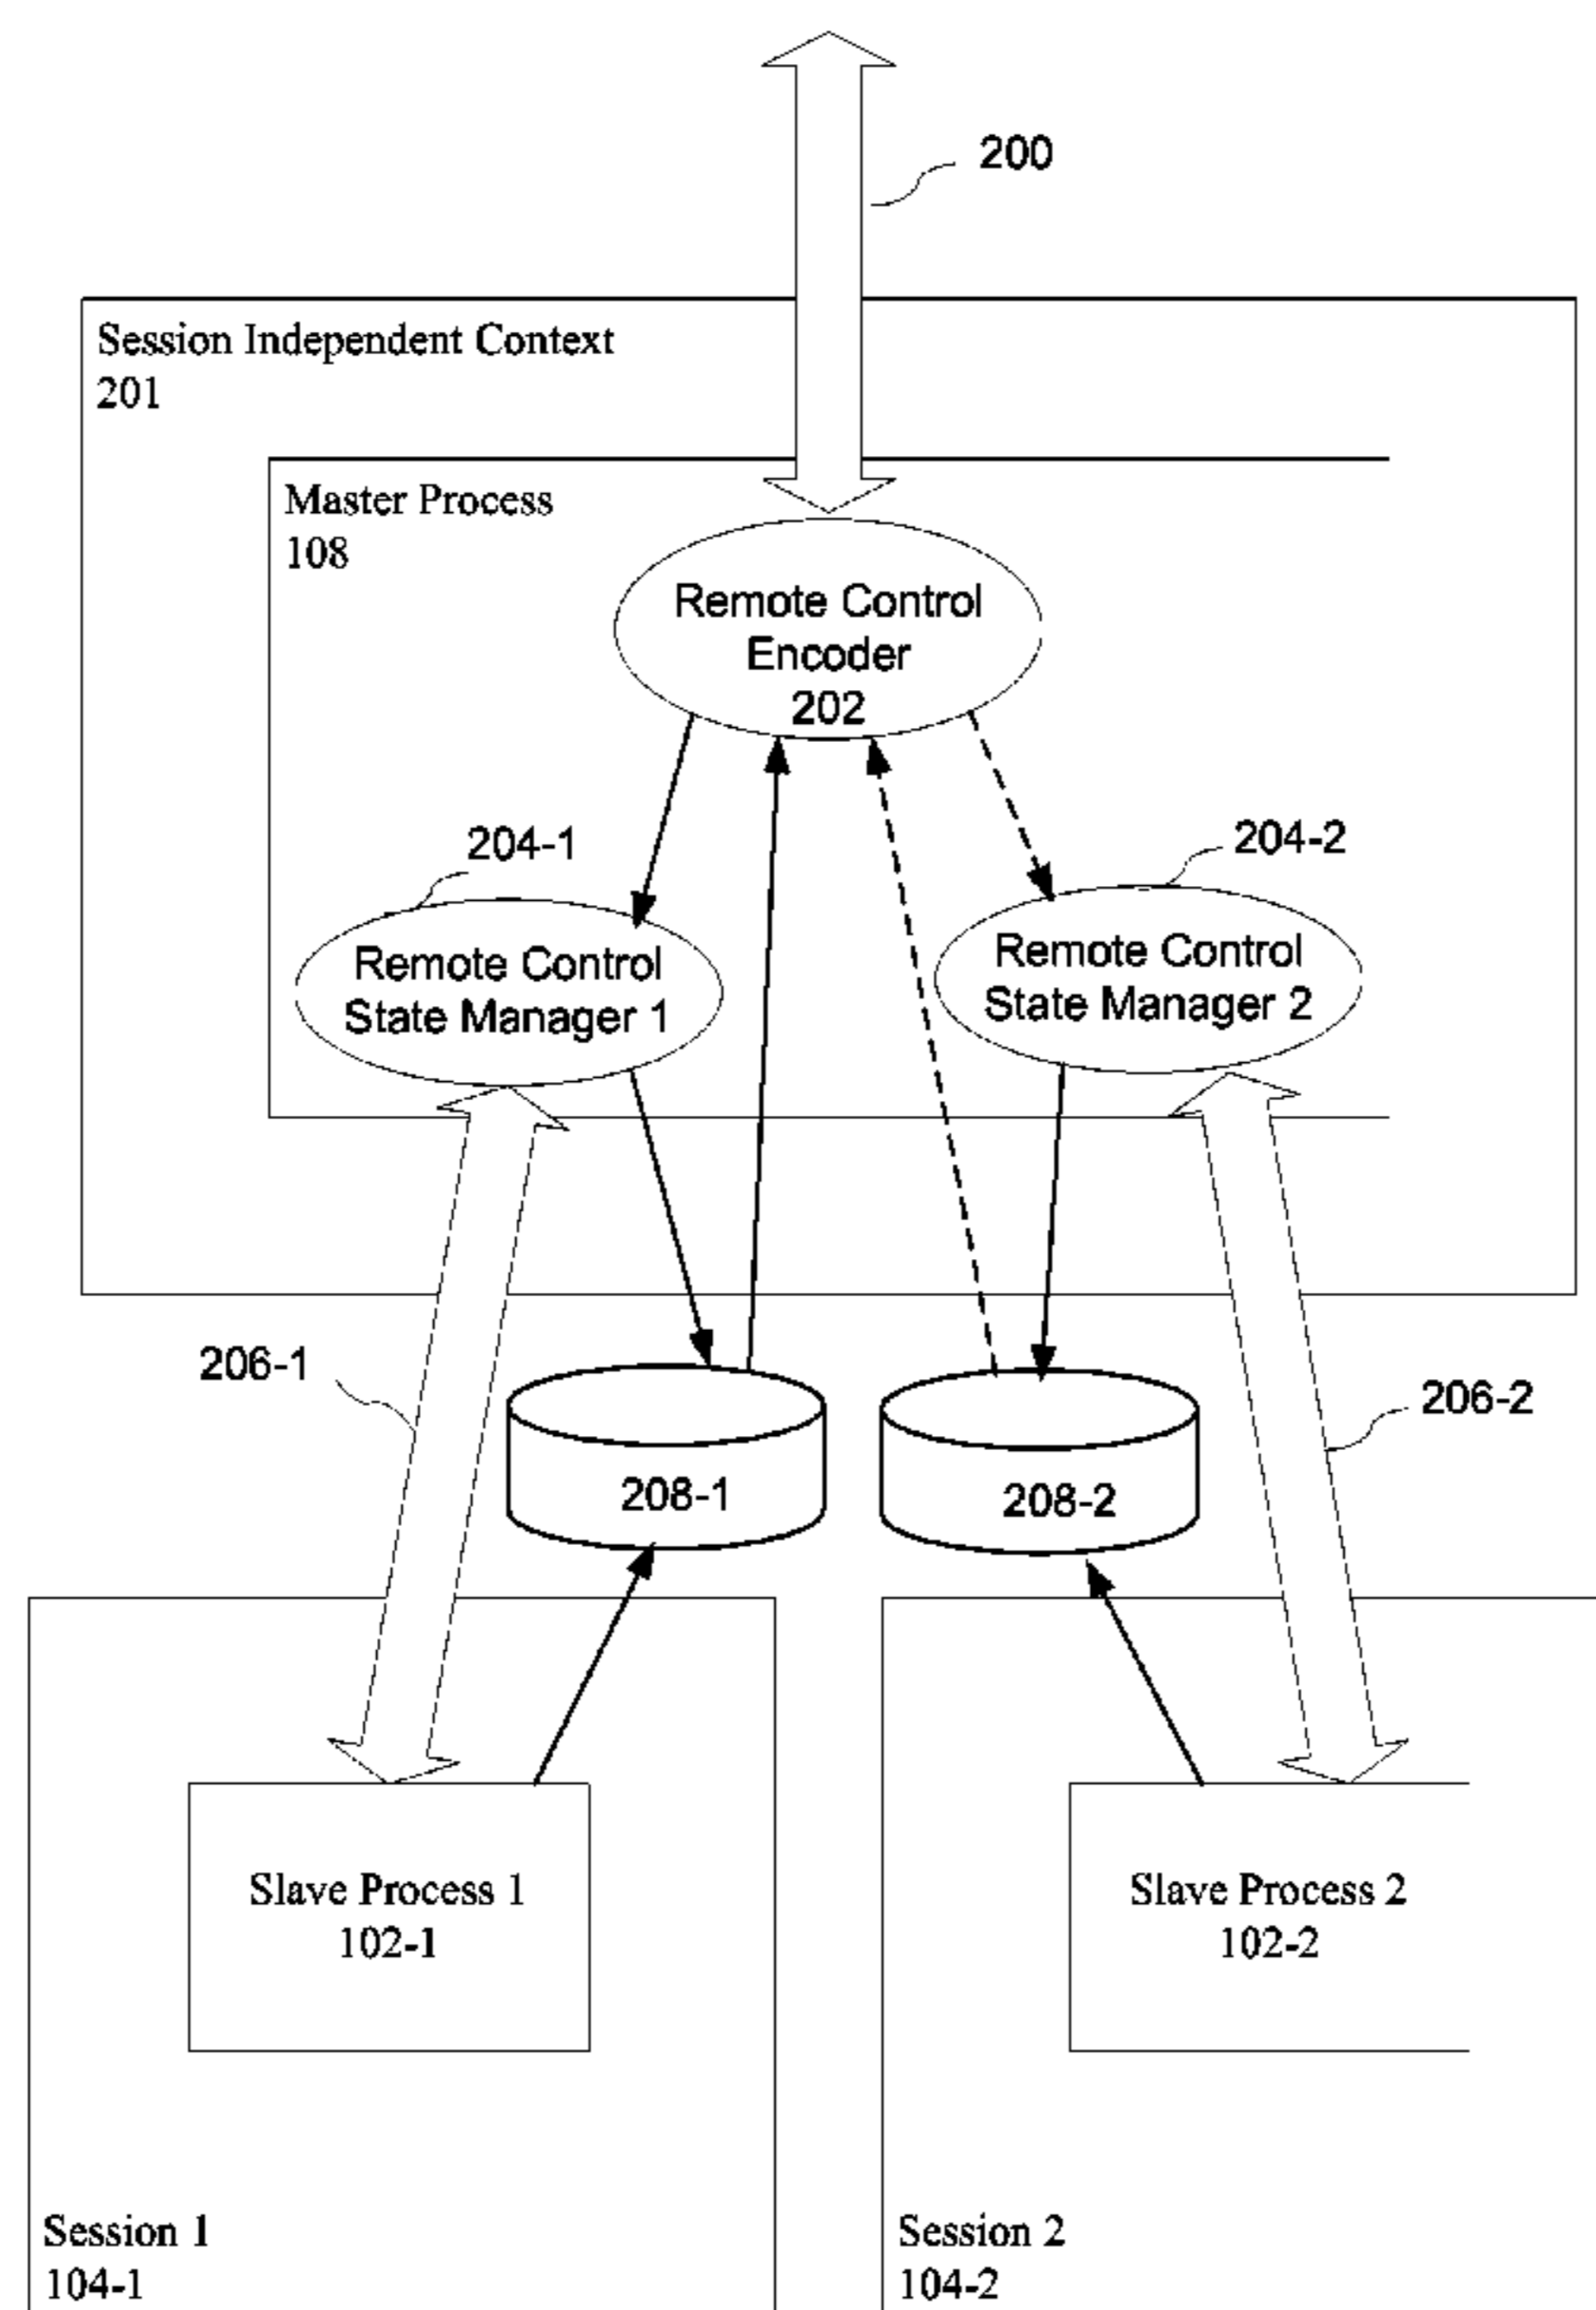 200
Session Independent Context
201
Master Process
108
Remote Control
Encoder
202
204-1
204-2
Remote Control
State Manager 1
Remote Control
State Manager 2
206-1
206-2
208-1
208-2
Slave Process 1
102-1
Slave Process 2
102-2
Session 1
104-1
Session 2
104-2